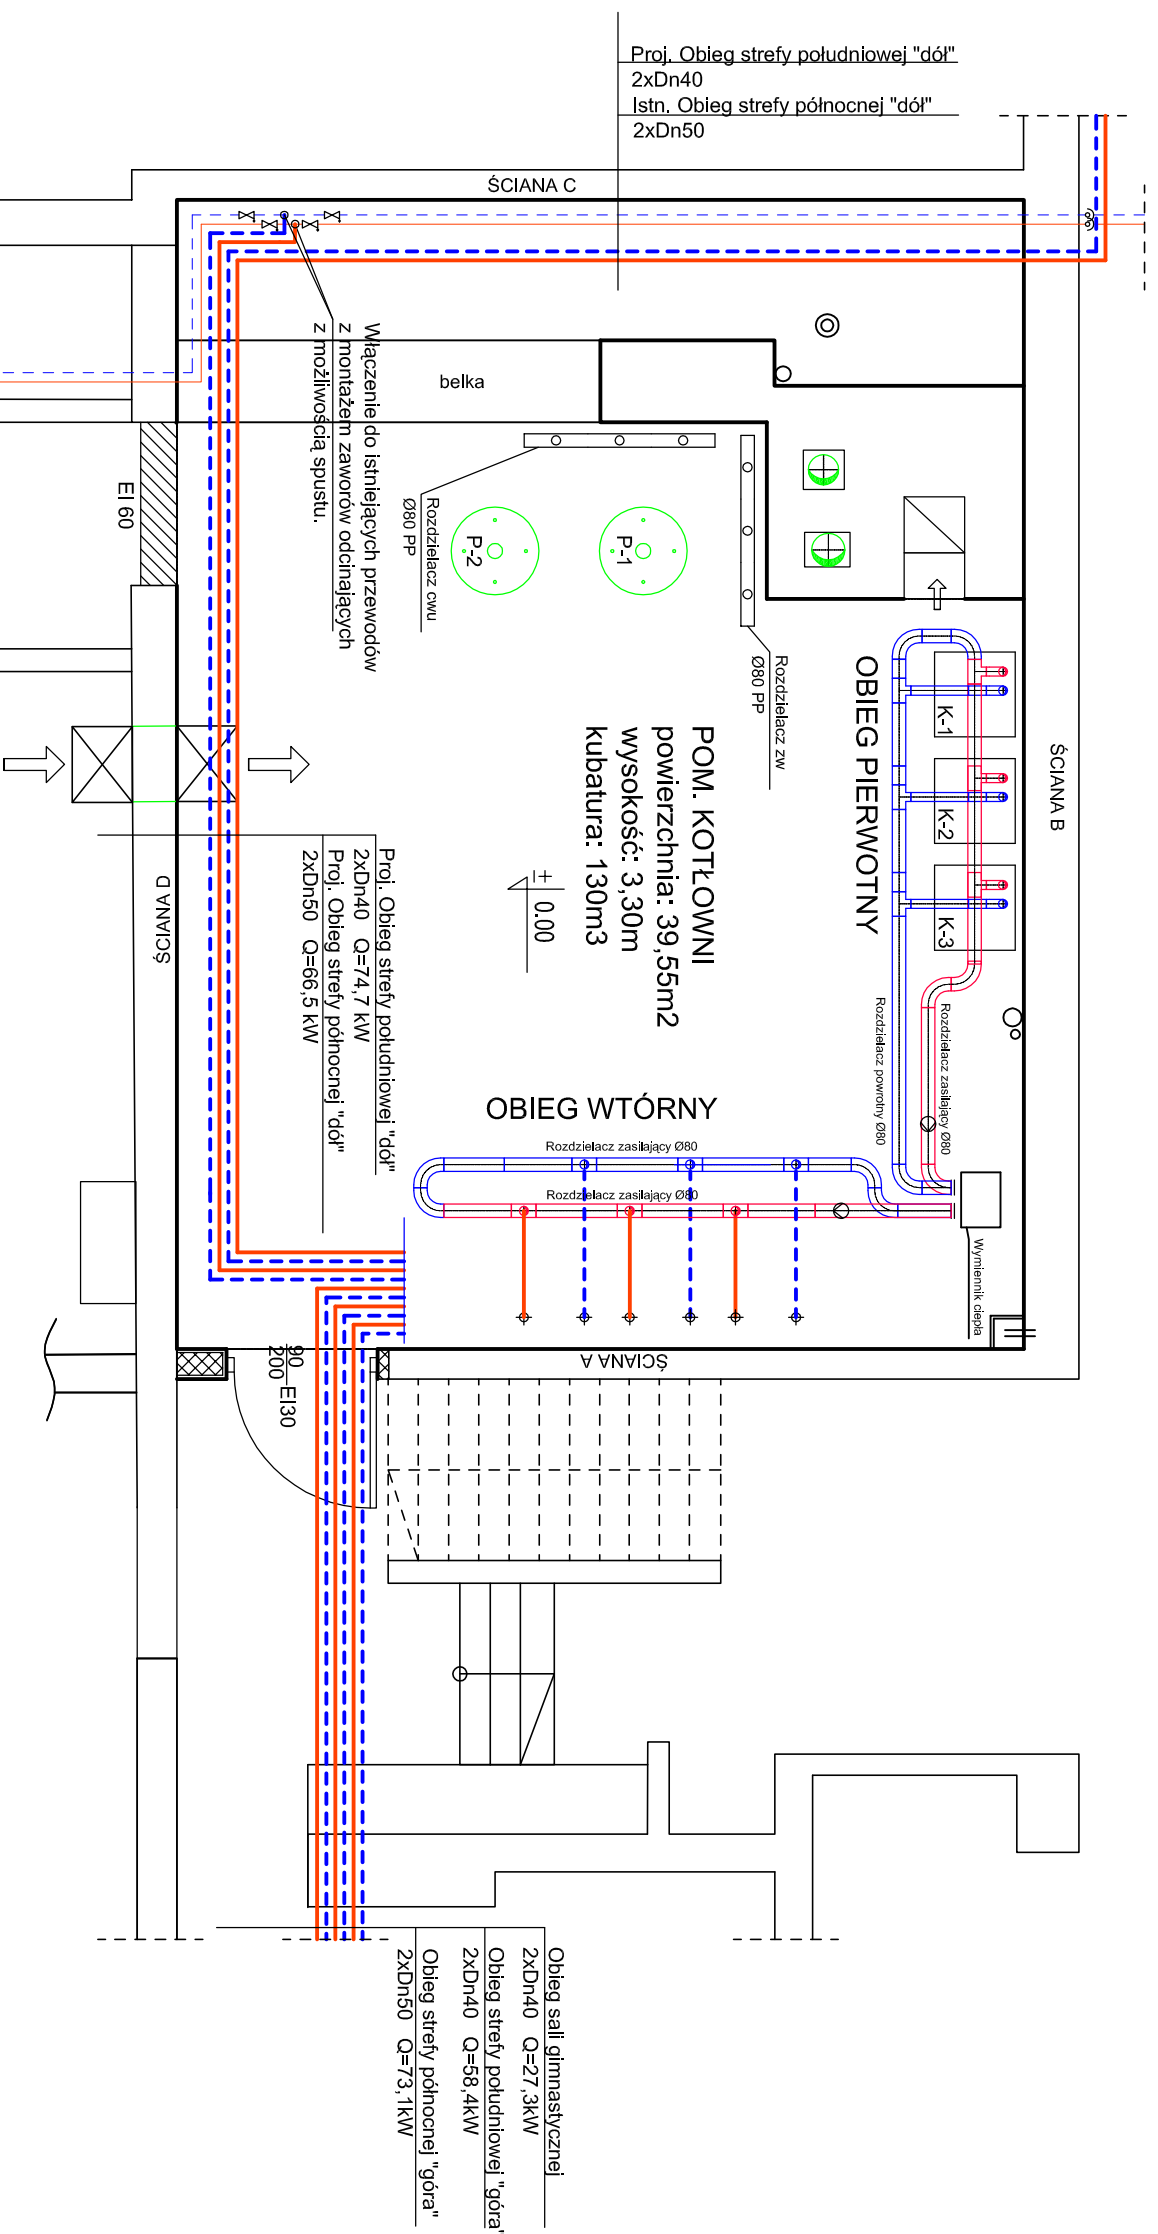 Proj. Obieg strefy południowej "dół"
2xDn40
Istn. Obieg strefy północnej "dół"
2xDn50
ŚCIANA C
Włączenie do istniejących przewodów
z montażem zaworów odcinających
z możliwością spustu.
belka
EI 60
Rozdzielacz cwu
Ø80 PP
P-2
P-1
Rozdzielacz zw
Ø80 PP
OBIEG PIERWOTNY
K-1
K-2
K-3
ŚCIANA B
POM. KOTŁOWNI
powierzchnia: 39,55m2
wysokość: 3,30m
kubatura: 130m3
± 0.00
ŚCIANA D
Proj. Obieg strefy południowej "dół"
2xDn40 Q=74,7 kW
Proj. Obieg strefy północnej "dół"
2xDn50 Q=66,5 kW
Rozdzielacz powrotny Ø80
Rozdzielacz zasilający Ø80
OBIEG WTÓRNY
Rozdzielacz zasilający Ø80
Rozdzielacz zasilający Ø80
Wymiennik ciepła
ŚCIANA A
90
200
EI30
Obieg sali gimnastycznej
2xDn40 Q=27,3kW
Obieg strefy południowej "góra"
2xDn40 Q=58,4kW
Obieg strefy północnej "góra"
2xDn50 Q=73,1kW